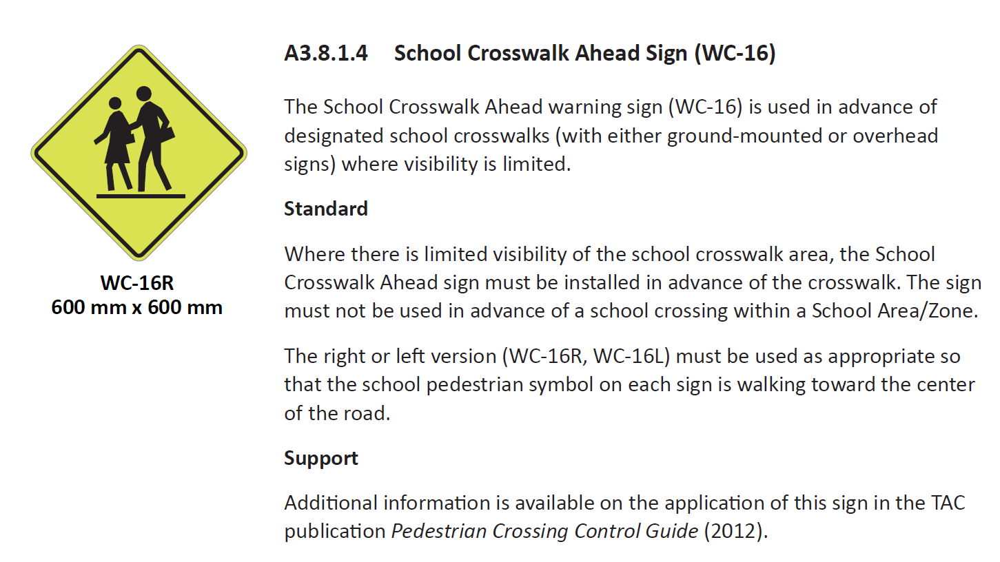 A3.8.1.4 School Crosswalk Ahead Sign (WC-16)
The School Crosswalk Ahead warning sign (WC-16) is used in advance of
designated school crosswalks (with either ground-mounted or overhead
signs) where visibility is limited.
Standard
Where there is limited visibility of the school crosswalk area, the School
Crosswalk Ahead sign must be installed in advance of the crosswalk. The sign
must not be used in advance of a school crossing within a School Area/Zone.
The right or left version (WC-16R, WC-16L) must be used as appropriate so
that the school pedestrian symbol on each sign is walking toward the center
of the road.
Support
Additional information is available on the application of this sign in the TAC
publication Pedestrian Crossing Control Guide (2012).
WC-16R
600 mm x 600 mm